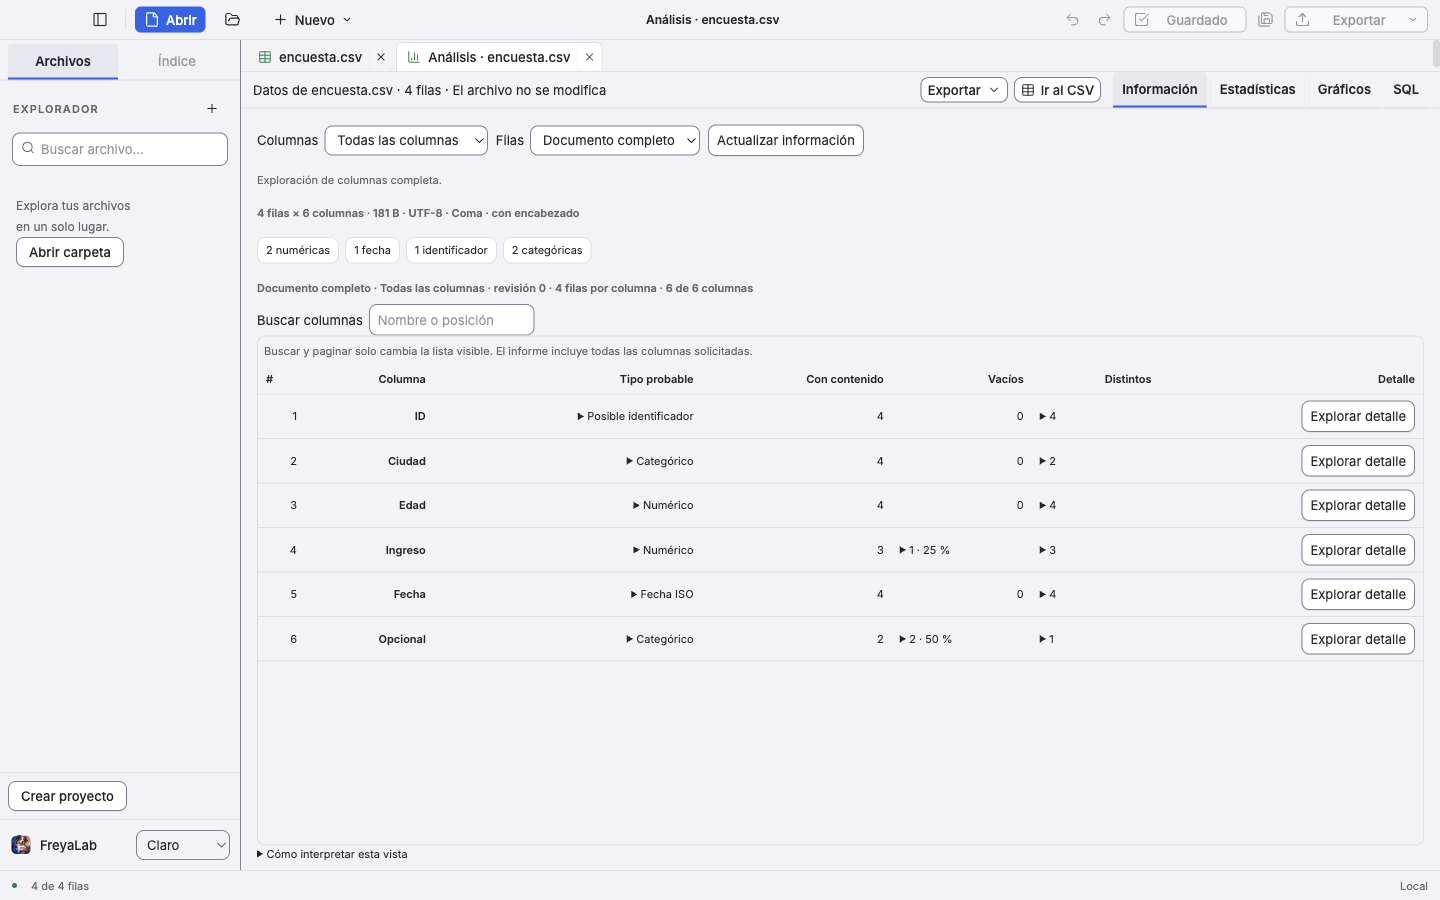 Abrir
Nuevo
Análisis · encuesta.csv
Guardado
Exportar
Archivos
Índice
encuesta.csv
Análisis · encuesta.csv
Datos de encuesta.csv · 4 filas · El archivo no se modifica
Exportar
Ir al CSV
Información
Estadísticas
Gráficos
SQL
EXPLORADOR
Buscar archivo...
Explora tus archivos
en un solo lugar.
Abrir carpeta
Columnas Todas las columnas Filas Documento completo Actualizar información
Exploración de columnas completa.
4 filas × 6 columnas · 181 B · UTF-8 · Coma · con encabezado
2 numéricas 1 fecha 1 identificador 2 categóricas
Documento completo · Todas las columnas · revisión 0 · 4 filas por columna · 6 de 6 columnas
Buscar columnas Nombre o posición
Buscar y paginar solo cambia la lista visible. El informe incluye todas las columnas solicitadas.
# Columna Tipo probable Con contenido Vacíos Distintos Detalle
1 ID Posible identificador 4 0 4 Explorar detalle
2 Ciudad Categórico 4 0 2 Explorar detalle
3 Edad Numérico 4 0 4 Explorar detalle
4 Ingreso Numérico 3 1 · 25 % 3 Explorar detalle
5 Fecha Fecha ISO 4 0 4 Explorar detalle
6 Opcional Categórico 2 2 · 50 % 1 Explorar detalle
Cómo interpretar esta vista
Crear proyecto
FreyaLab
Claro
4 de 4 filas
Local